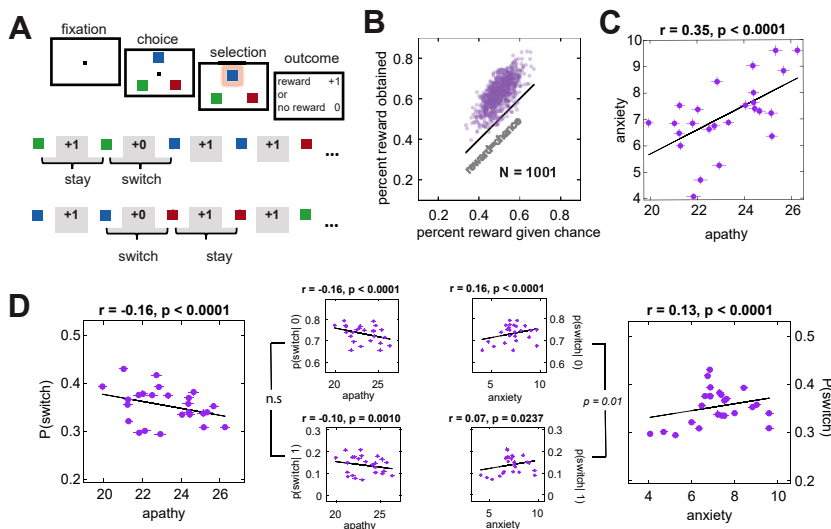 A
fixation
choice
selection
outcome
reward +1
or
no reward 0
+1 +0 +1 +1 ...
stay switch
+1 +0 +1 +1 ...
switch stay
B
percent reward obtained
0.8
0.6
0.4
0.2
reward=chance
N = 1001
0.2 0.4 0.6 0.8
percent reward given chance
C
r = 0.35, p < 0.0001
anxiety
10
9
8
7
6
5
4
20 22 24 26
apathy
D
r = -0.16, p < 0.0001
P(switch)
0.5
0.4
0.3
0.2
20 22 24 26
apathy
n.s
r = -0.16, p < 0.0001
p(switch| 0)
0.9
0.8
0.7
0.6
20 25
apathy
r = 0.16, p < 0.0001
p(switch| 0)
0.9
0.8
0.7
0.6
5 10
anxiety
r = -0.10, p = 0.0010
p(switch| 1)
0.3
0.2
0.1
0
20 25
apathy
r = 0.07, p = 0.0237
p(switch| 1)
0.3
0.2
0.1
0
5 10
anxiety
p = 0.01
r = 0.13, p < 0.0001
P(switch)
0.5
0.4
0.3
0.2
4 6 8 10
anxiety